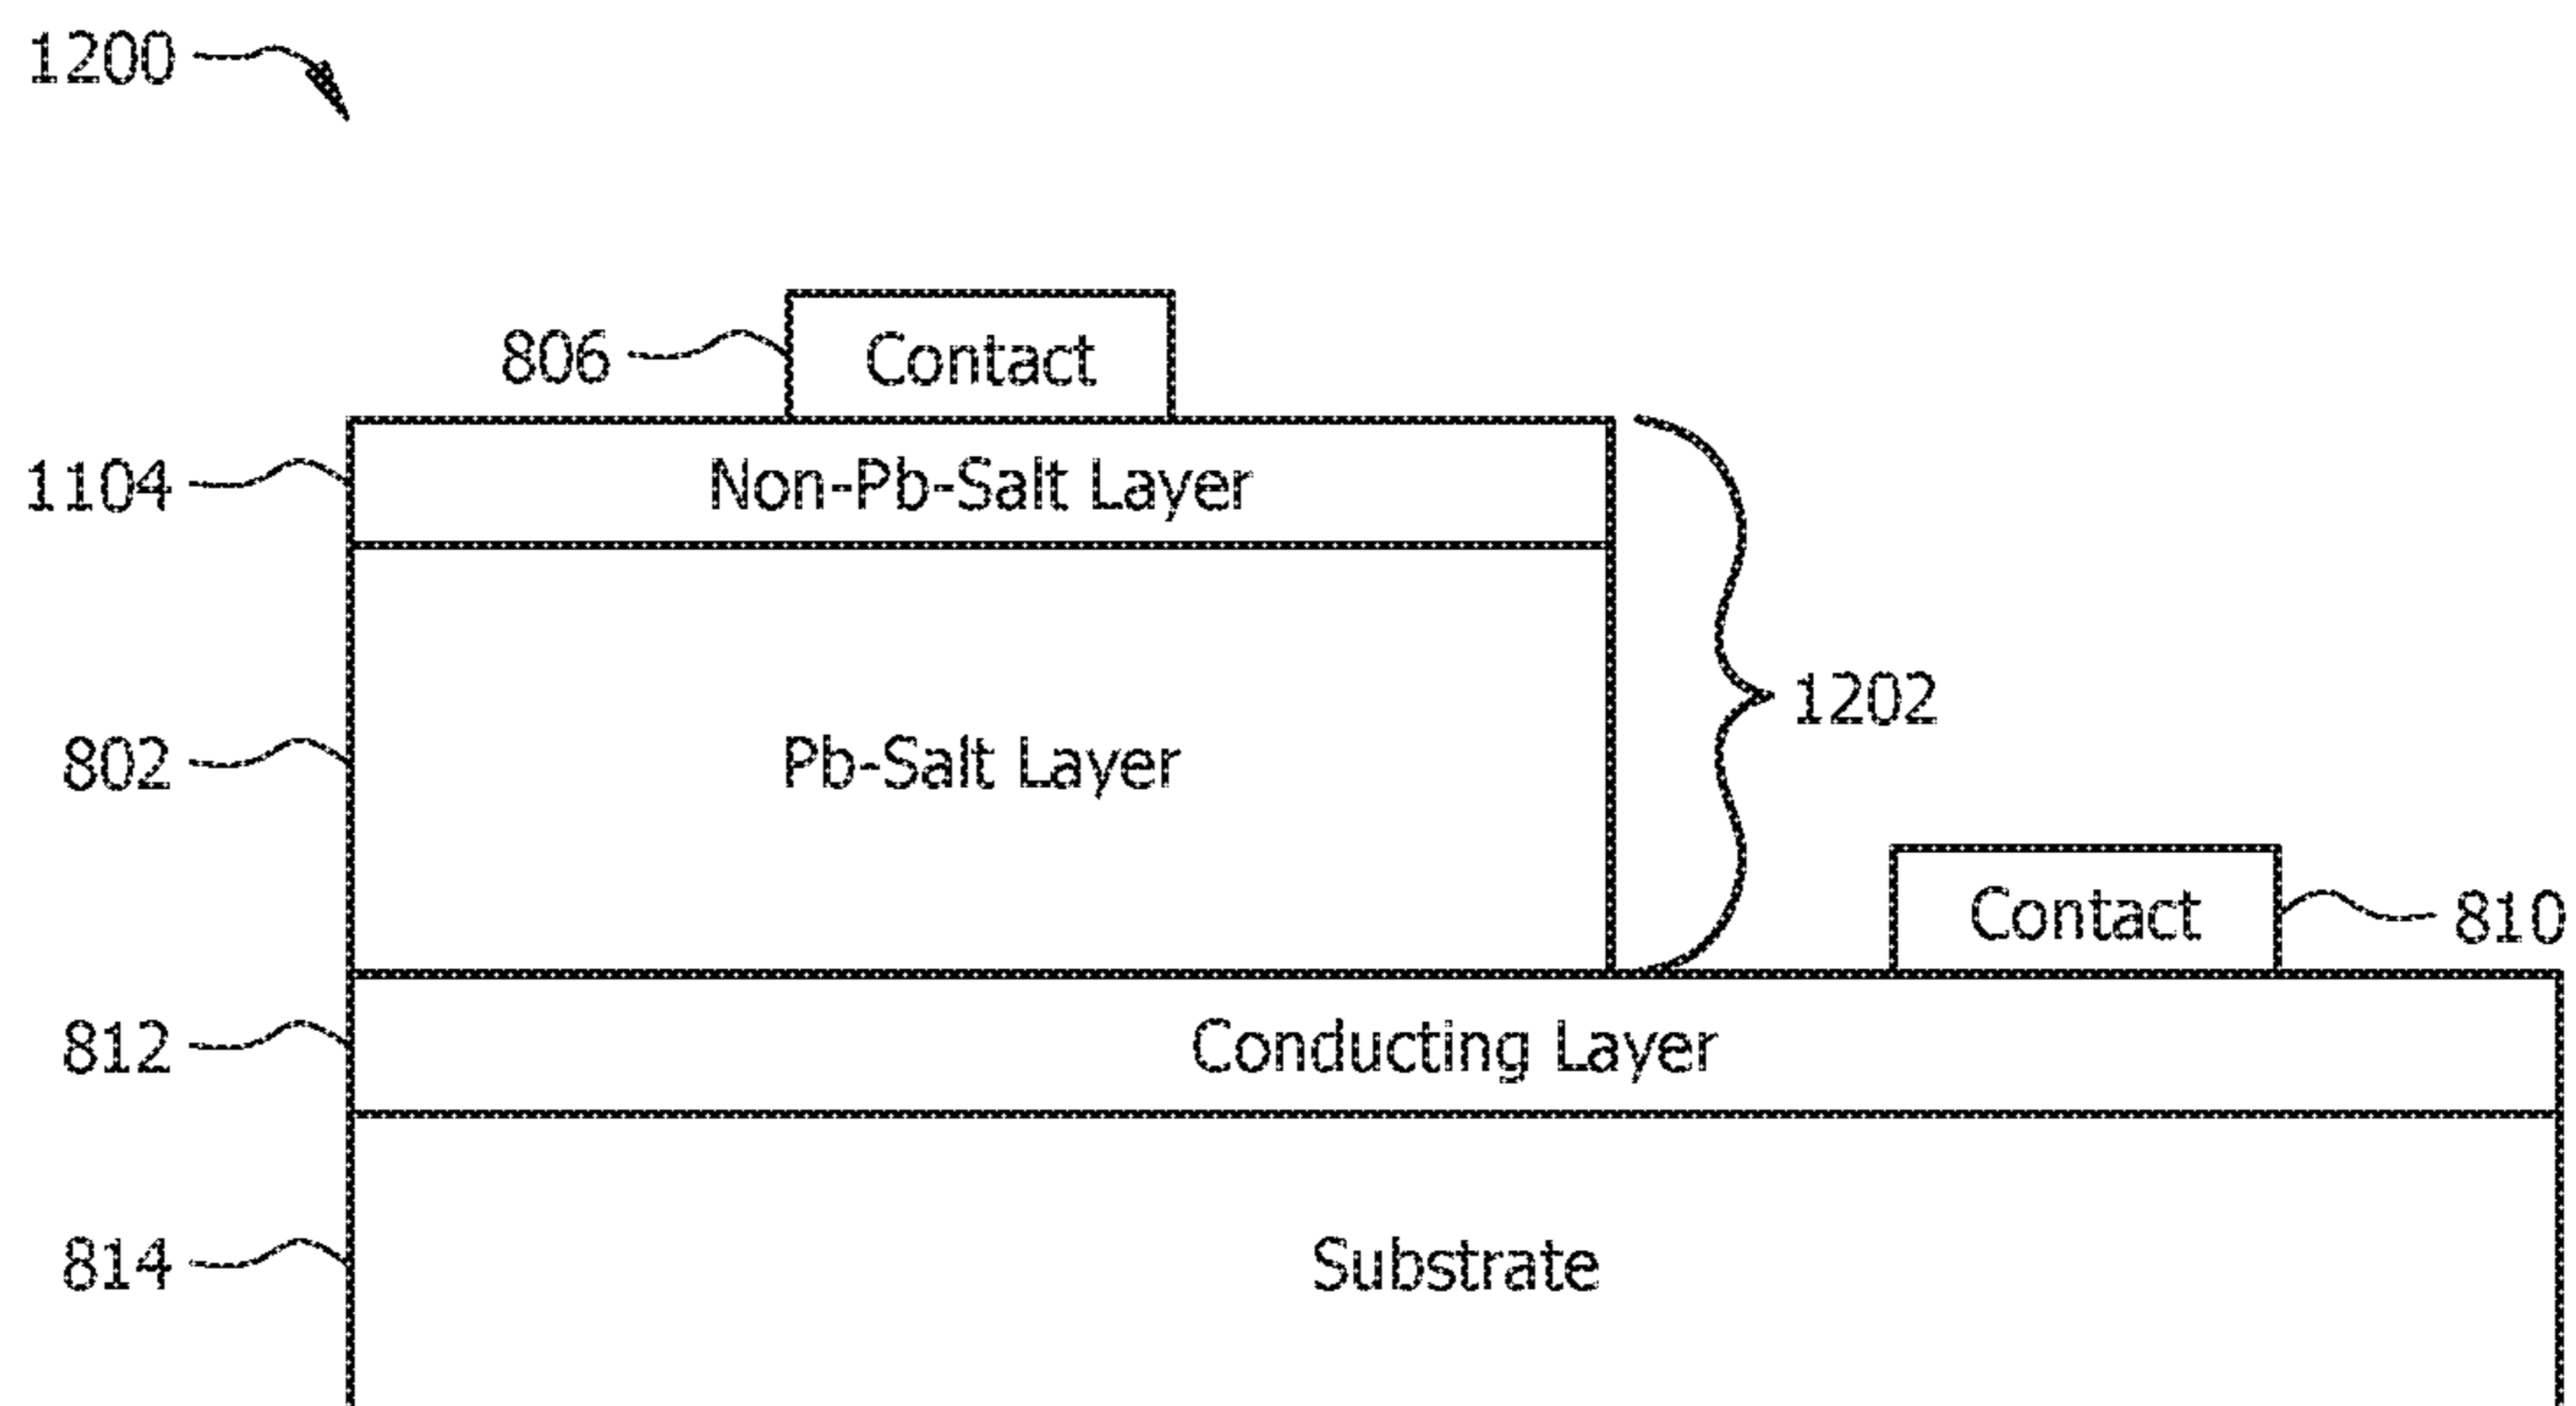 1200
806 Contact
1104 Non-Pb-Salt Layer
802 Pb-Salt Layer
1202
Contact 810
812 Conducting Layer
814 Substrate